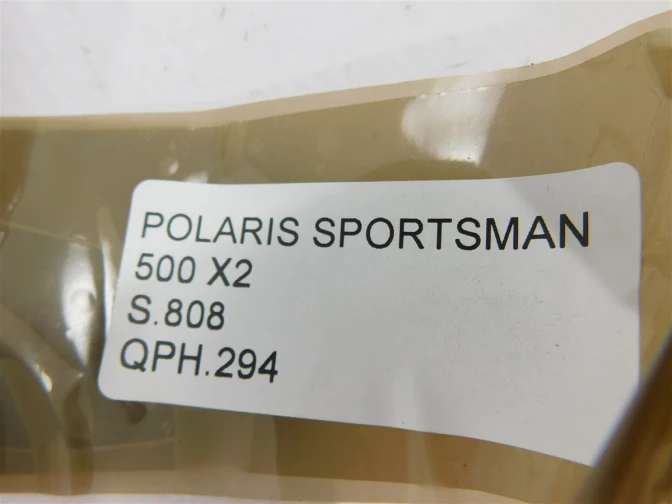 POLARIS SPORTSMAN
500 X2
S.808
QPH.294